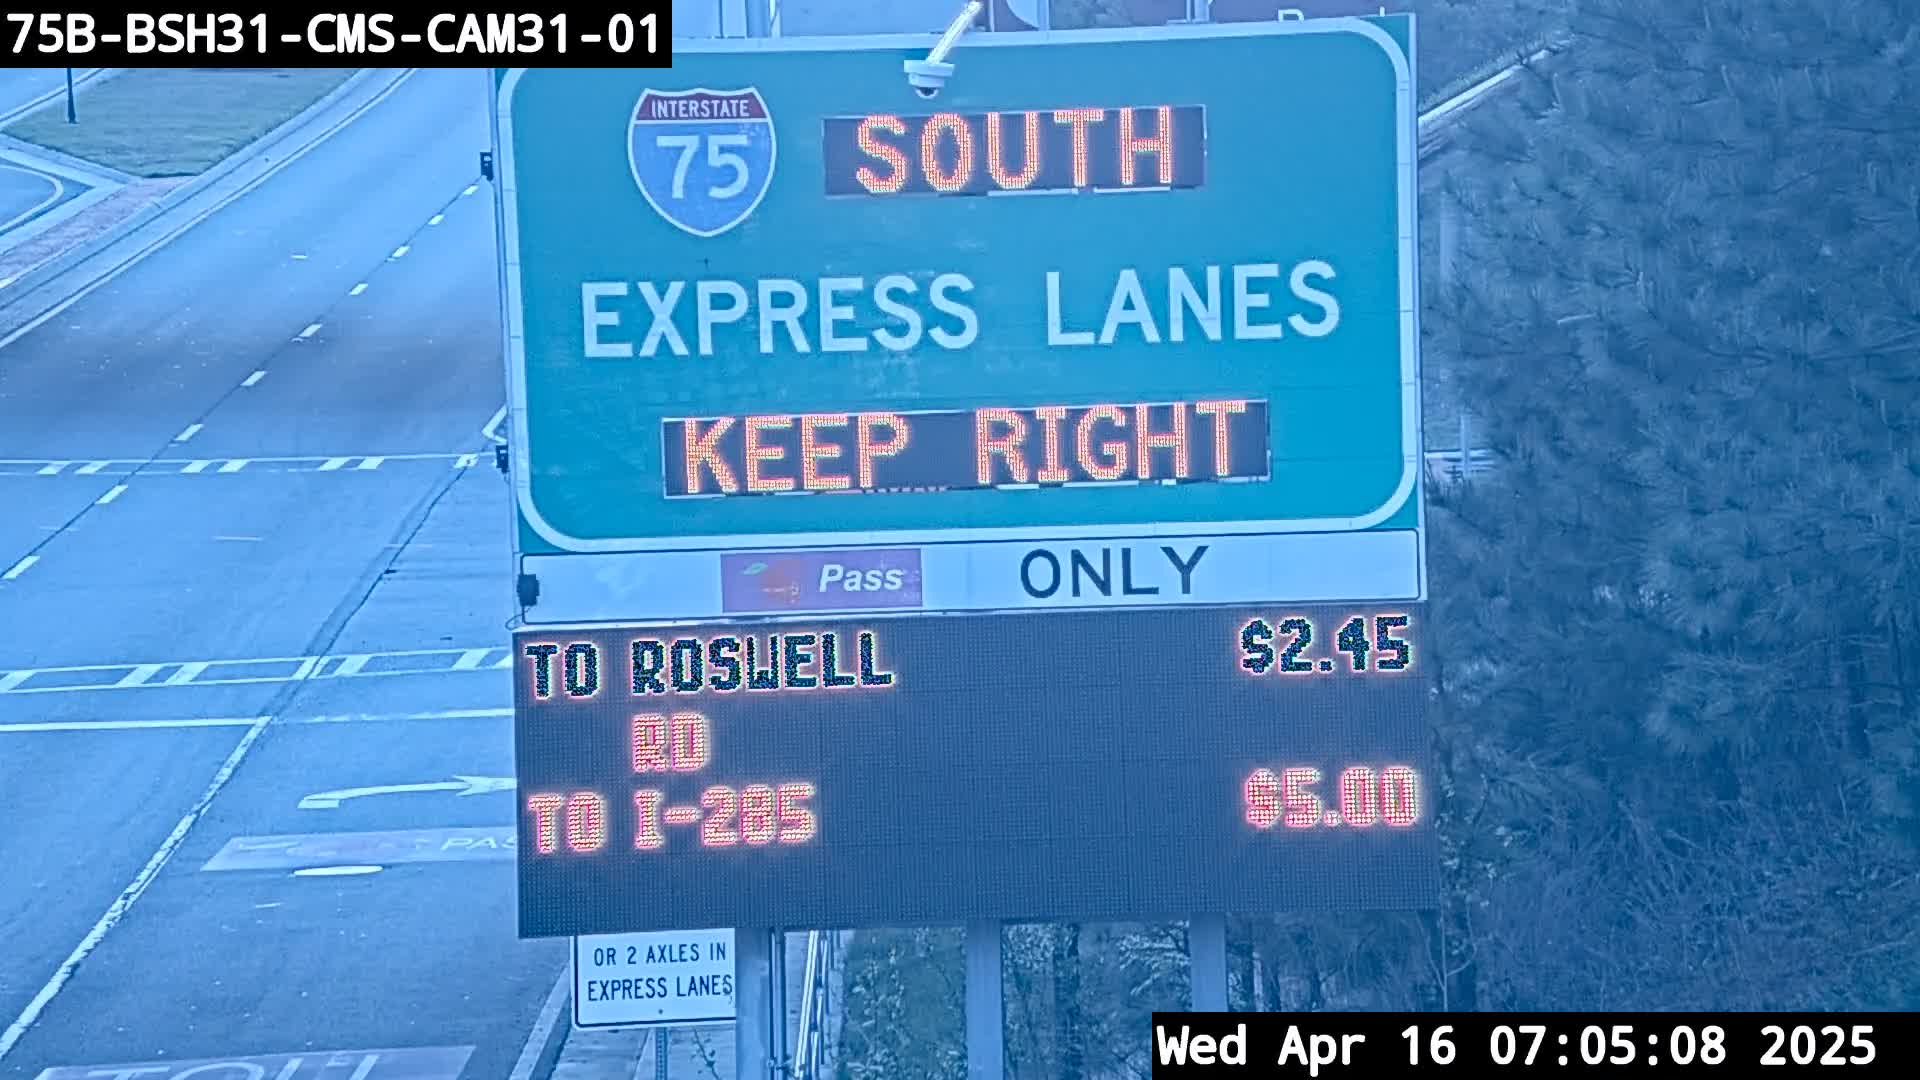 75B-BSH31-CMS-CAM31-01
INTERSTATE
75
SOUTH
EXPRESS LANES
KEEP RIGHT
Pass ONLY
TO ROSWELL $2.45
RD
TO I-285 $5.00
OR 2 AXLES IN
EXPRESS LANES
Wed Apr 16 07:05:08 2025